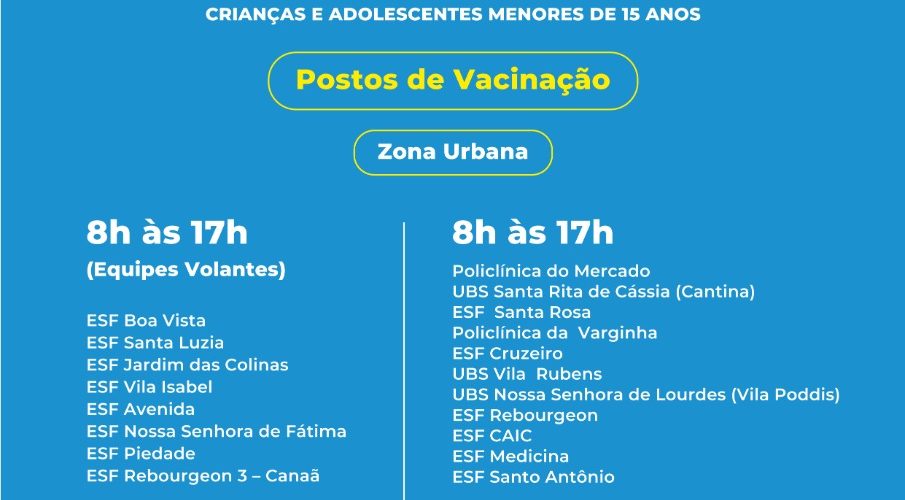 CRIANÇAS E ADOLESCENTES MENORES DE 15 ANOS
Postos de Vacinação
Zona Urbana
8h às 17h
(Equipes Volantes)
ESF Boa Vista
ESF Santa Luzia
ESF Jardim das Colinas
ESF Vila Isabel
ESF Avenida
ESF Nossa Senhora de Fátima
ESF Piedade
ESF Rebourgeon 3 – Canaã
8h às 17h
Policlínica do Mercado
UBS Santa Rita de Cássia (Cantina)
ESF Santa Rosa
Policlínica da Varginha
ESF Cruzeiro
UBS Vila Rubens
UBS Nossa Senhora de Lourdes (Vila Poddis)
ESF Rebourgeon
ESF CAIC
ESF Medicina
ESF Santo Antônio